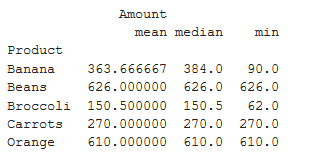 Amount
mean median min
Product
Banana 363.666667 384.0 90.0
Beans 626.000000 626.0 626.0
Broccoli 150.500000 150.5 62.0
Carrots 270.000000 270.0 270.0
Orange 610.000000 610.0 610.0